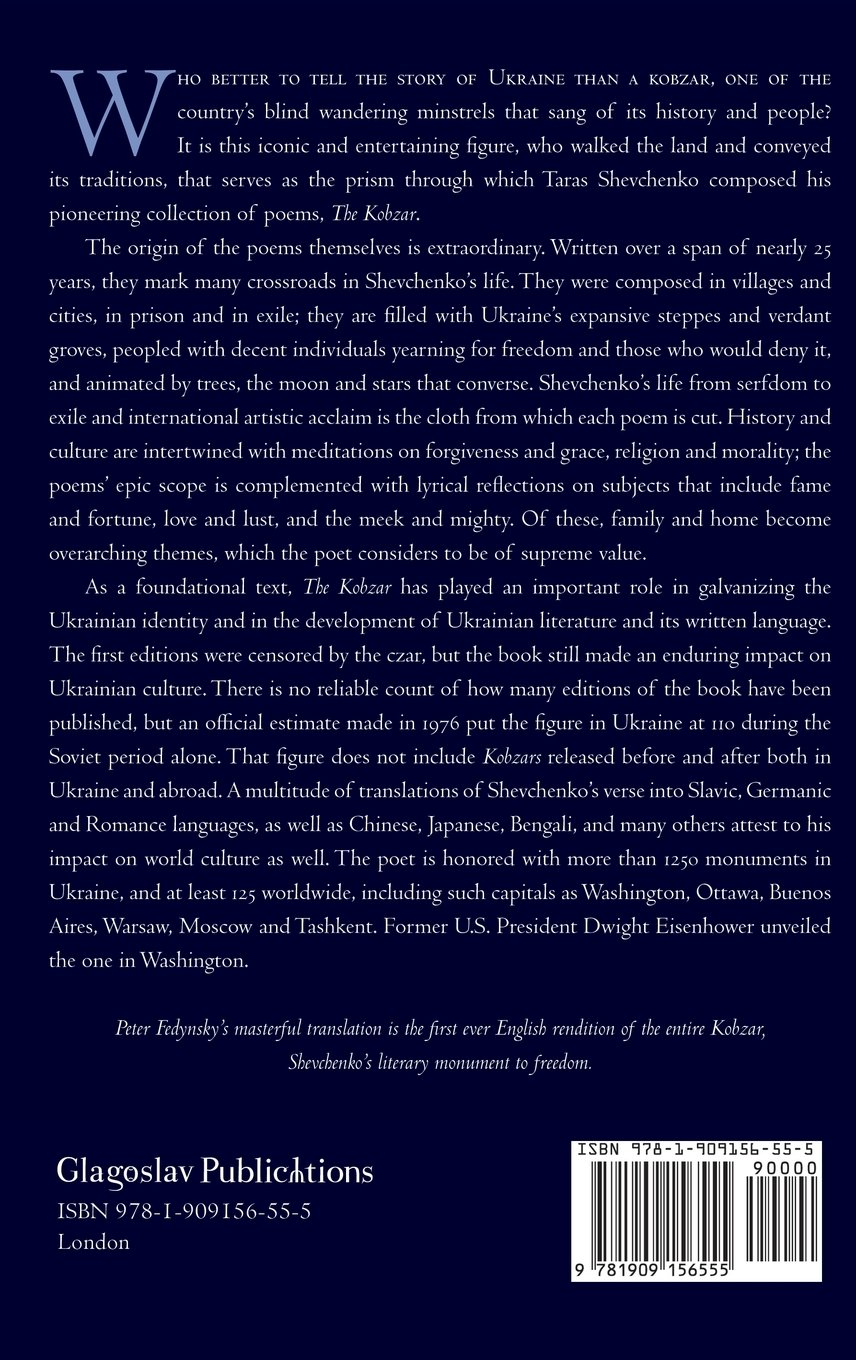 WHO BETTER TO TELL THE STORY OF UKRAINE THAN A KOBZAR, ONE OF THE
country's blind wandering minstrels that sang of its history and people?
It is this iconic and entertaining figure, who walked the land and conveyed
its traditions, that serves as the prism through which Taras Shevchenko composed his
pioneering collection of poems, The Kobzar.
The origin of the poems themselves is extraordinary. Written over a span of nearly 25
years, they mark many crossroads in Shevchenko's life. They were composed in villages and
cities, in prison and in exile; they are filled with Ukraine's expansive steppes and verdant
groves, peopled with decent individuals yearning for freedom and those who would deny it,
and animated by trees, the moon and stars that converse. Shevchenko's life from serfdom to
exile and international artistic acclaim is the cloth from which each poem is cut. History and
culture are intertwined with meditations on forgiveness and grace, religion and morality; the
poems' epic scope is complemented with lyrical reflections on subjects that include fame
and fortune, love and lust, and the meek and mighty. Of these, family and home become
overarching themes, which the poet considers to be of supreme value.
As a foundational text, The Kobzar has played an important role in galvanizing the
Ukrainian identity and in the development of Ukrainian literature and its written language.
The first editions were censored by the czar, but the book still made an enduring impact on
Ukrainian culture. There is no reliable count of how many editions of the book have been
published, but an official estimate made in 1976 put the figure in Ukraine at 110 during the
Soviet period alone. That figure does not include Kobzars released before and after both in
Ukraine and abroad. A multitude of translations of Shevchenko's verse into Slavic, Germanic
and Romance languages, as well as Chinese, Japanese, Bengali, and many others attest to his
impact on world culture as well. The poet is honored with more than 1250 monuments in
Ukraine, and at least 125 worldwide, including such capitals as Washington, Ottawa, Buenos
Aires, Warsaw, Moscow and Tashkent. Former U.S. President Dwight Eisenhower unveiled
the one in Washington.
Peter Fedynsky's masterful translation is the first ever English rendition of the entire Kobzar,
Shevchenko's literary monument to freedom.
Glagoslav Publications
ISBN 978-1-909156-55-5
London
ISBN 978-1-909156-55-5
90000
9 781909 156555